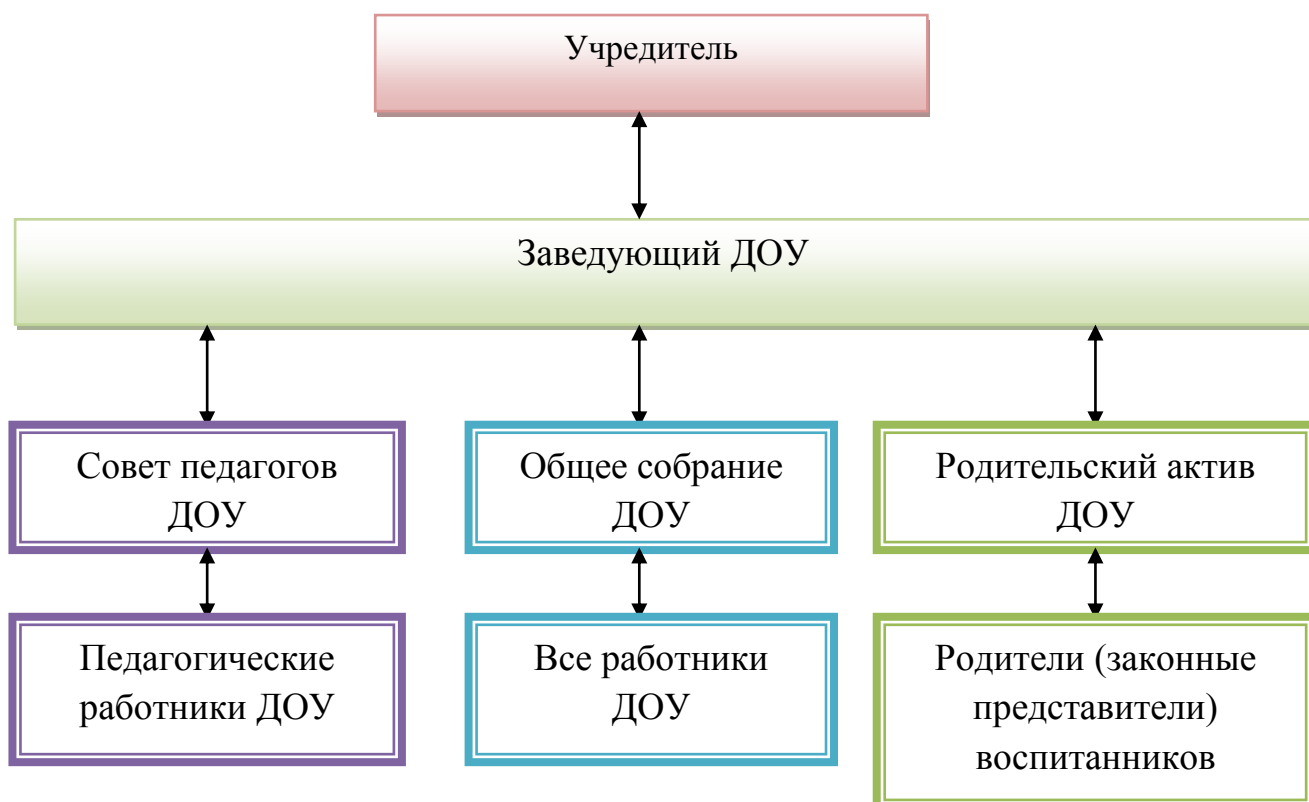 Учредитель
Заведующий ДОУ
Совет педагогов
ДОУ
Общее собрание
ДОУ
Родительский актив
ДОУ
Педагогические
работники ДОУ
Все работники
ДОУ
Родители (законные
представители)
воспитанников